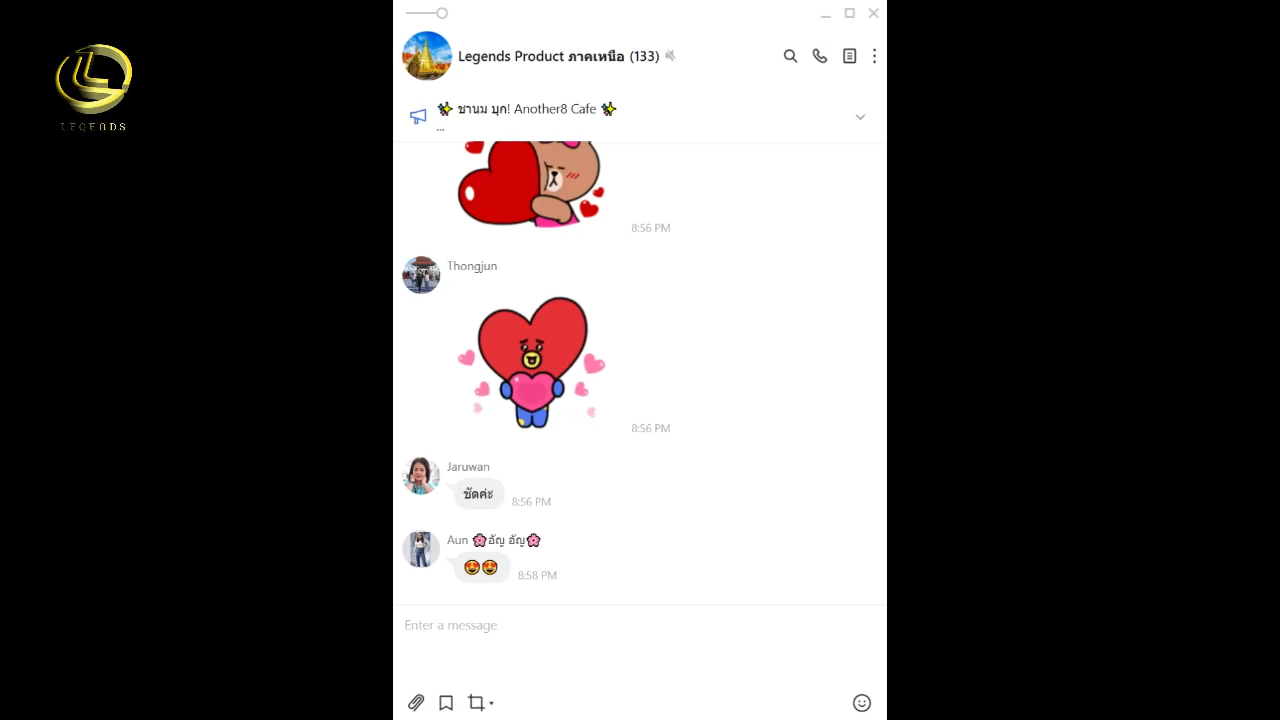 LEGENDS
Legends Product ภาคเหนือ (133)
✨ ชานม บุก! Another8 Cafe ✨
...
8:56 PM
Thongjun
8:56 PM
Jaruwan
ชัดค่ะ
8:56 PM
Aun 🌸อัญ อัญ🌸
😍😍
8:58 PM
Enter a message